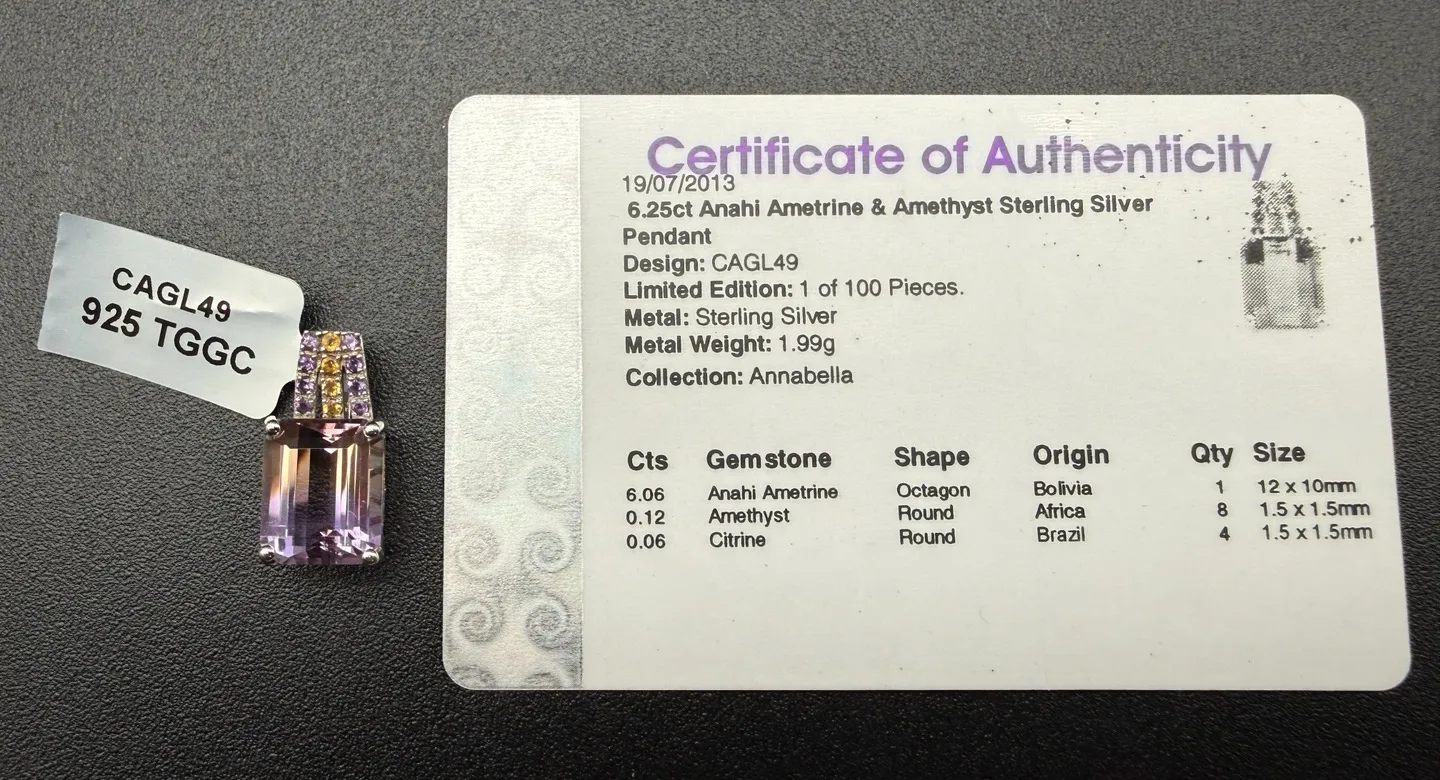 CAGL49
925 TGGC
Certificate of Authenticity
19/07/2013
6.25ct Anahi Ametrine & Amethyst Sterling Silver
Pendant
Design: CAGL49
Limited Edition: 1 of 100 Pieces.
Metal: Sterling Silver
Metal Weight: 1.99g
Collection: Annabella
Cts Gemstone Shape Origin Qty Size
6.06 Anahi Ametrine Octagon Bolivia 1 12 x 10mm
0.12 Amethyst Round Africa 8 1.5 x 1.5mm
0.06 Citrine Round Brazil 4 1.5 x 1.5mm